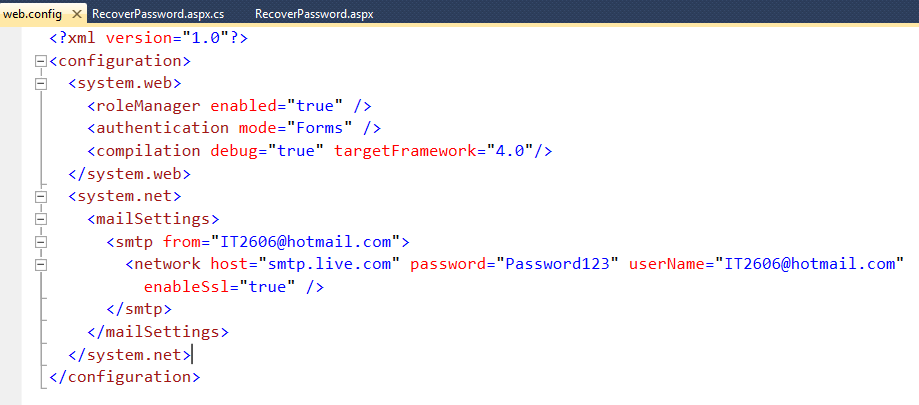 web.config RecoverPassword.aspx.cs RecoverPassword.aspx
<?xml version="1.0"?>
<configuration>
<system.web>
<roleManager enabled="true" />
<authentication mode="Forms" />
<compilation debug="true" targetFramework="4.0"/>
</system.web>
<system.net>
<mailSettings>
<smtp from="IT2606@hotmail.com">
<network host="smtp.live.com" password="Password123" userName="IT2606@hotmail.com"
enableSsl="true" />
</smtp>
</mailSettings>
</system.net>
</configuration>